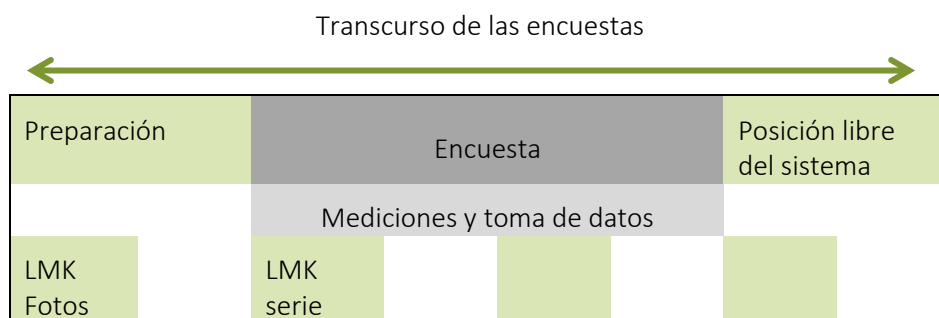 Transcurso de las encuestas
Preparación
Encuesta
Posición libre
del sistema
Mediciones y toma de datos
LMK
Fotos
LMK
serie